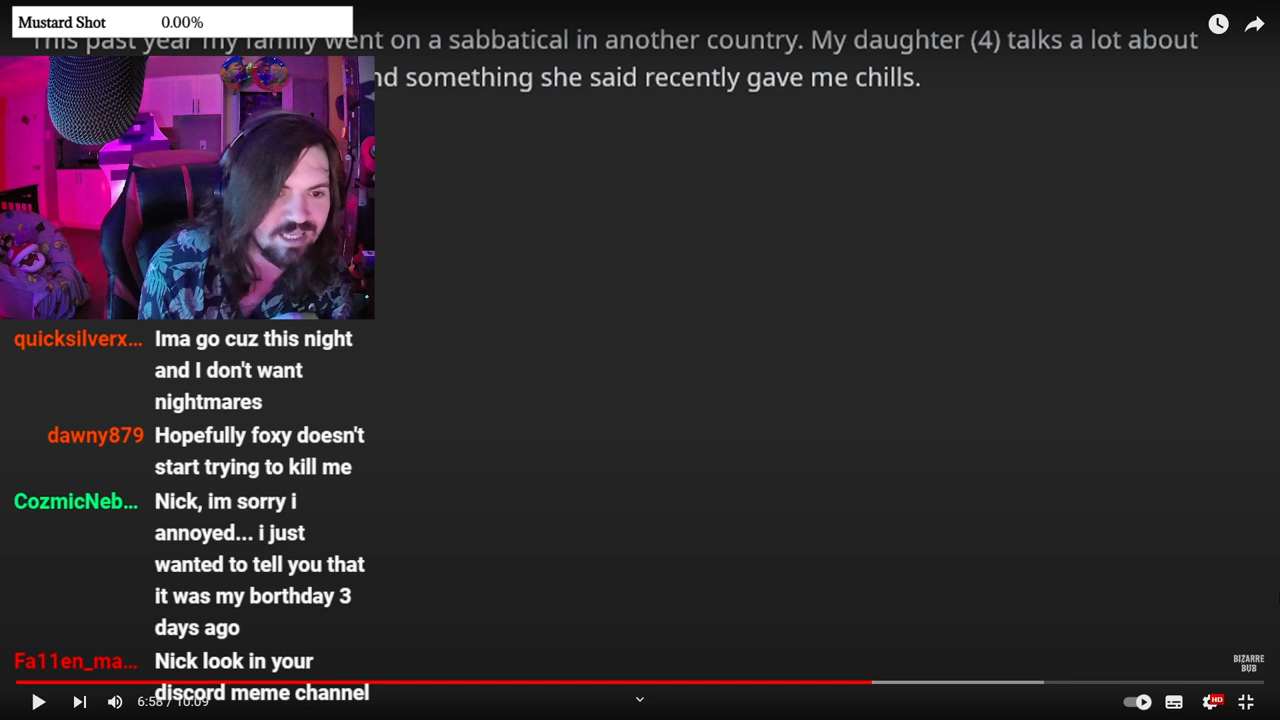 Mustard Shot 0.00%
This past year my family went on a sabbatical in another country. My daughter (4) talks a lot about
nd something she said recently gave me chills.
quicksilverx... Ima go cuz this night
and I don't want
nightmares
dawny879 Hopefully foxy doesn't
start trying to kill me
CozmicNeb... Nick, im sorry i
annoyed... i just
wanted to tell you that
it was my borthday 3
days ago
Fa11en_ma... Nick look in your
discord meme channel
BIZARRE
BUB
6:58 / 10:09
HD